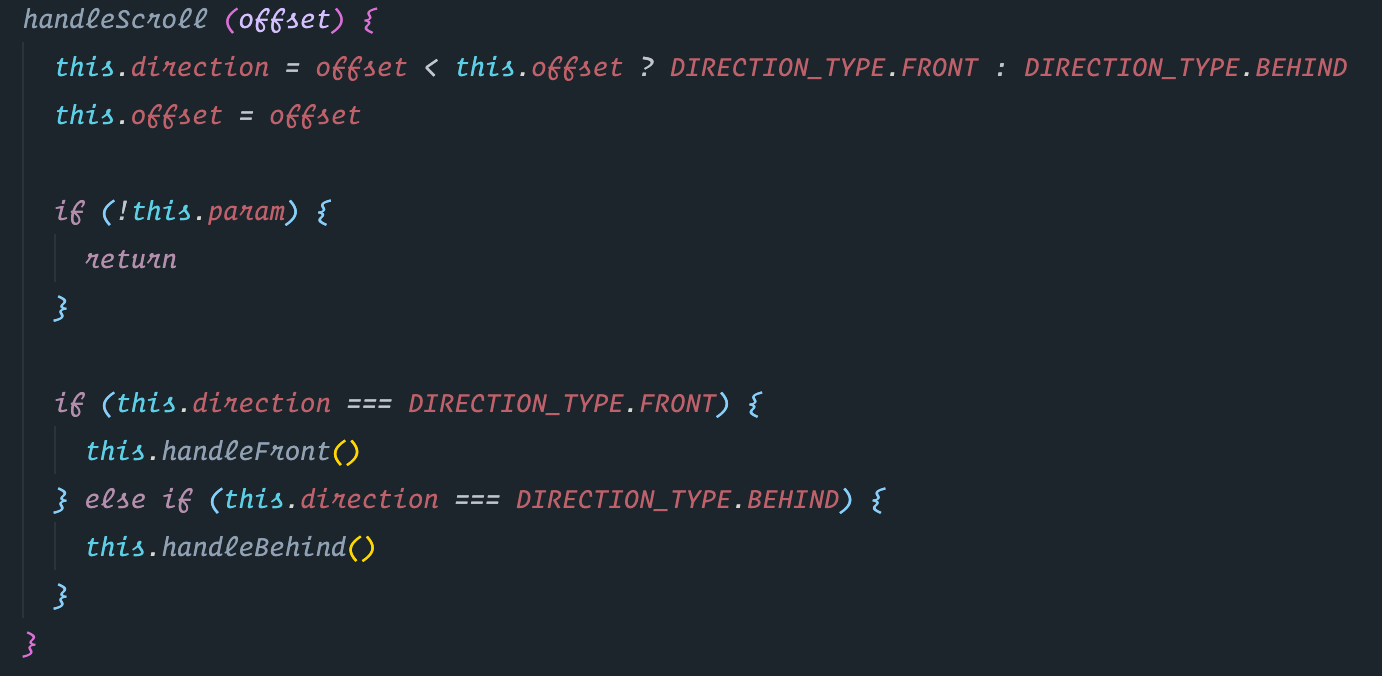 handleScroll (offset) {
this.direction = offset < this.offset ? DIRECTION_TYPE.FRONT : DIRECTION_TYPE.BEHIND
this.offset = offset
if (!this.param) {
return
}
if (this.direction === DIRECTION_TYPE.FRONT) {
this.handleFront()
} else if (this.direction === DIRECTION_TYPE.BEHIND) {
this.handleBehind()
}
}